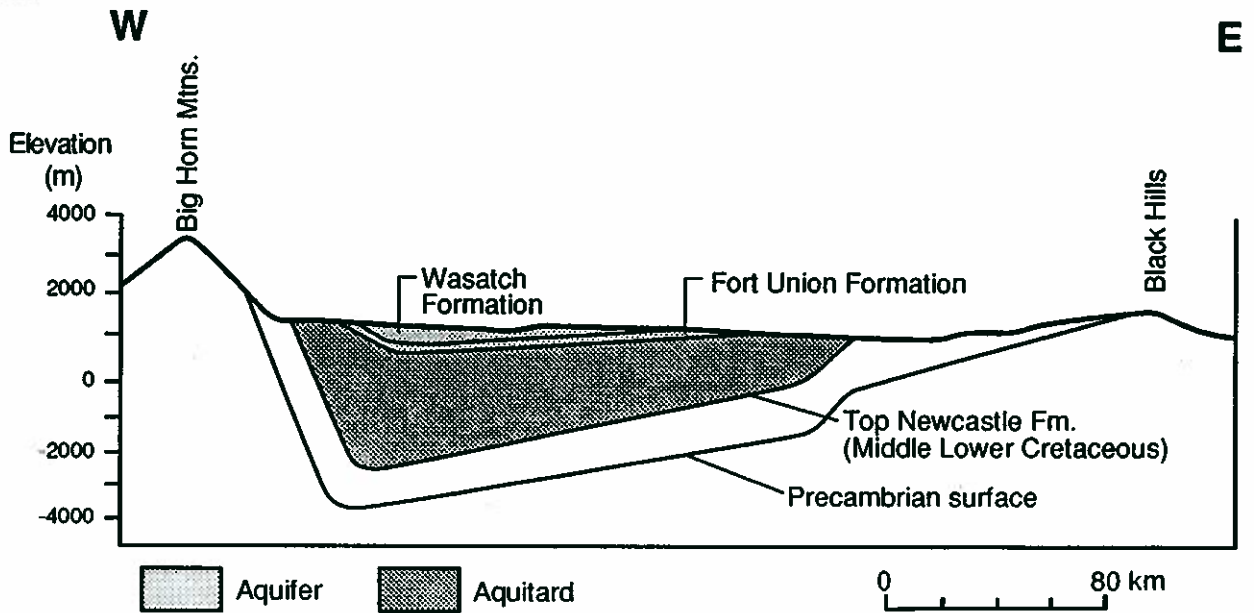 W
E
Big Horn Mtns.
Black Hills
Elevation
(m)
4000
2000
0
-2000
-4000
Wasatch
Formation
Fort Union Formation
Top Newcastle Fm.
(Middle Lower Cretaceous)
Precambrian surface
Aquifer
Aquitard
0
80 km